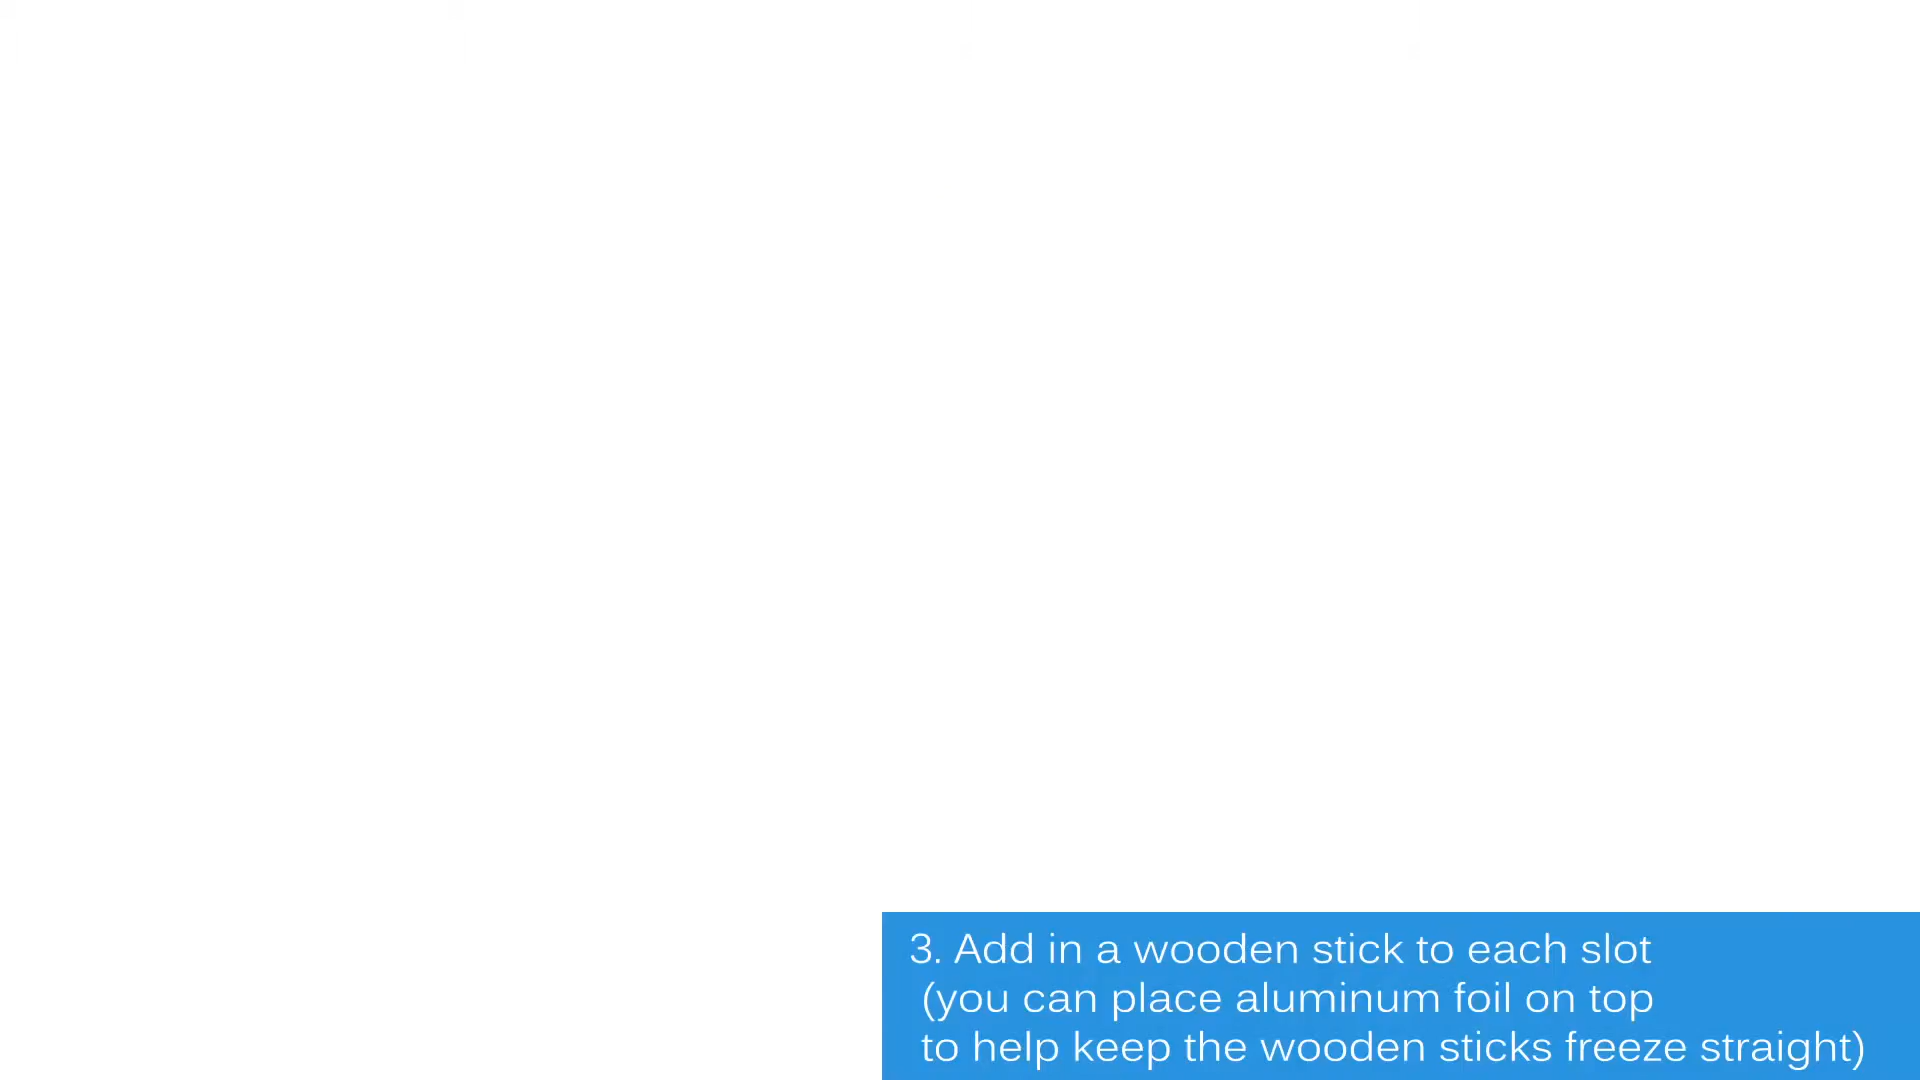 3. Add in a wooden stick to each slot
(you can place aluminum foil on top
to help keep the wooden sticks freeze straight)